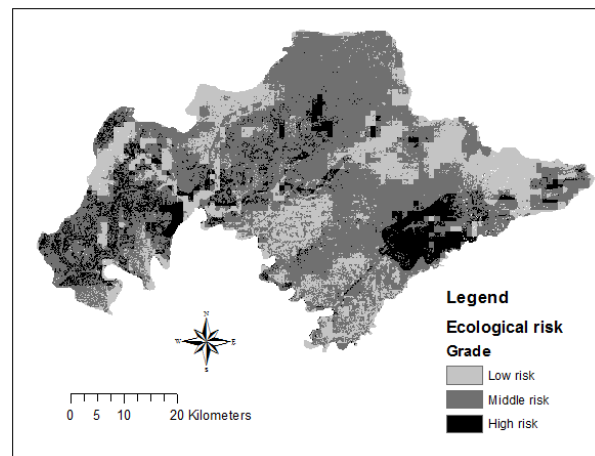 Legend
Ecological risk
Grade
Low risk
Middle risk
High risk
N
W E
S
0 5 10 20 Kilometers